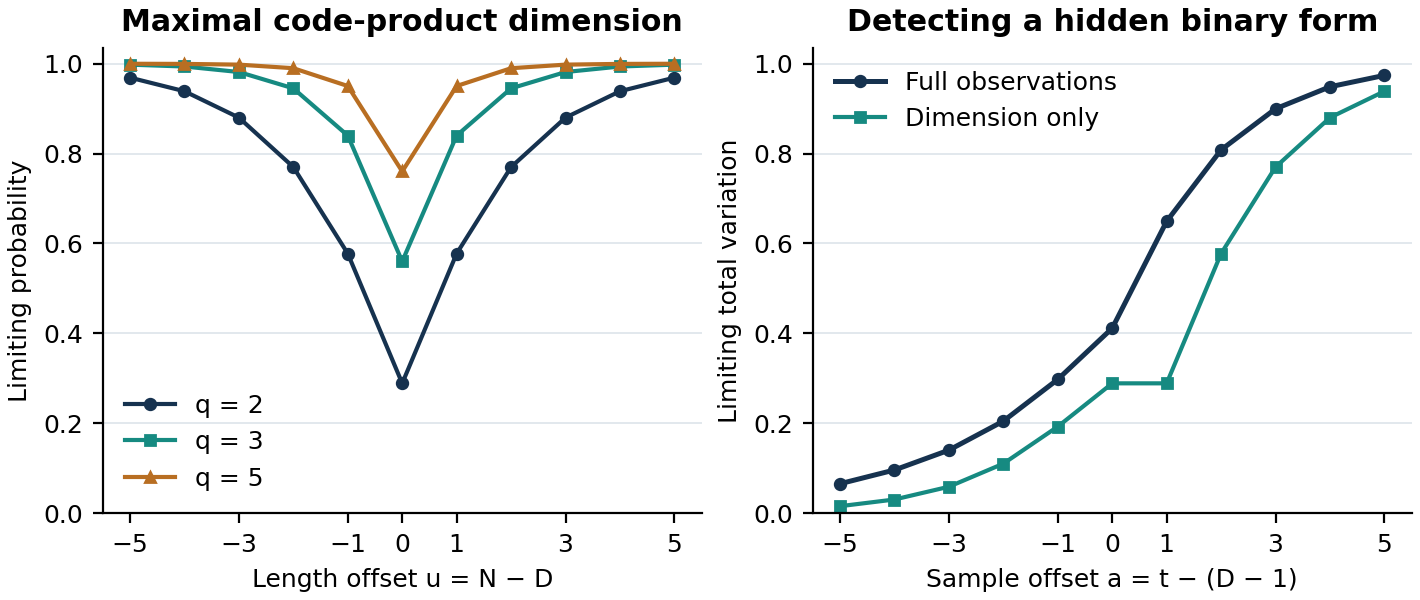 Maximal code-product dimension
Limiting probability
1.0
0.8
0.6
0.4
0.2
0.0
q = 2
q = 3
q = 5
−5
−3
−1
0
1
3
5
Length offset u = N − D
Detecting a hidden binary form
Limiting total variation
1.0
0.8
0.6
0.4
0.2
0.0
Full observations
Dimension only
−5
−3
−1
0
1
3
5
Sample offset a = t − (D − 1)